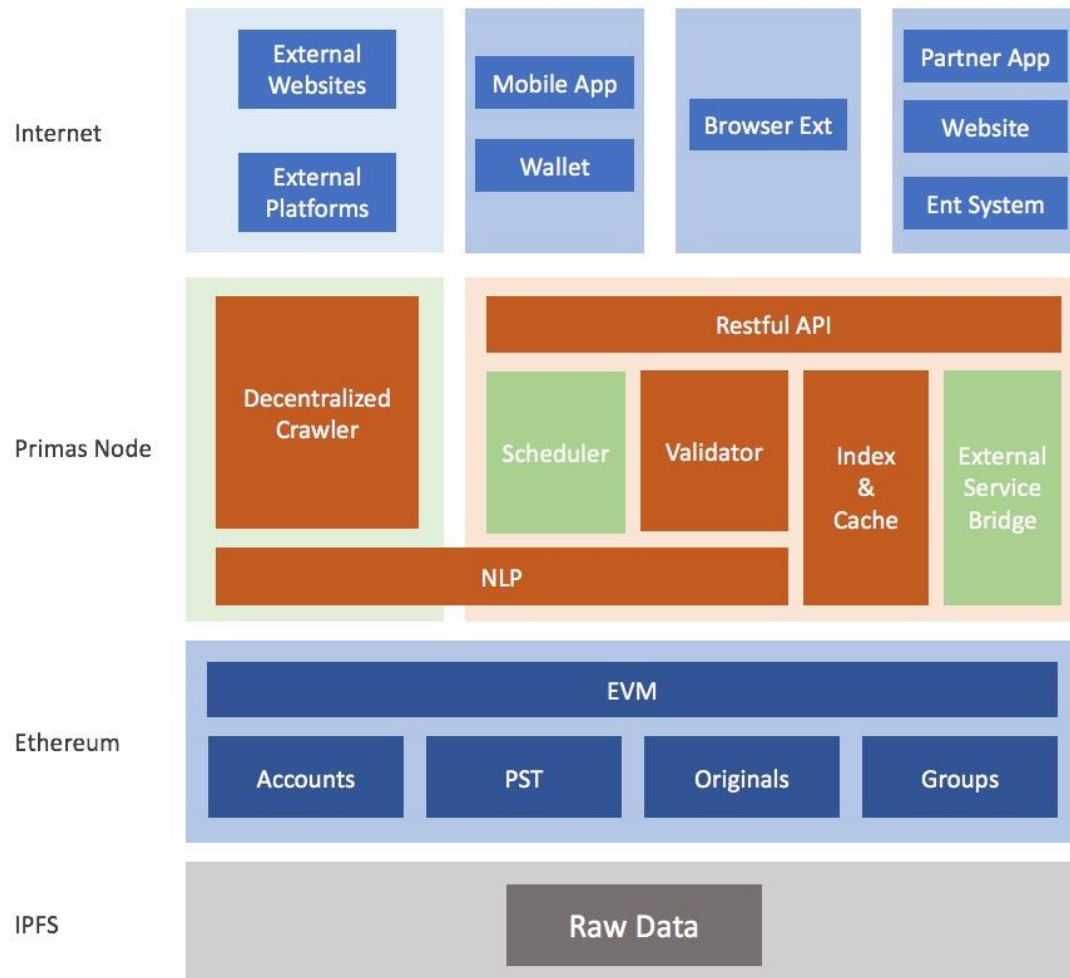 Internet
External
Websites
External
Platforms
Mobile App
Wallet
Browser Ext
Partner App
Website
Ent System
Primas Node
Decentralized
Crawler
Restful API
Scheduler
Validator
Index
&
Cache
External
Service
Bridge
NLP
Ethereum
EVM
Accounts
PST
Originals
Groups
IPFS
Raw Data